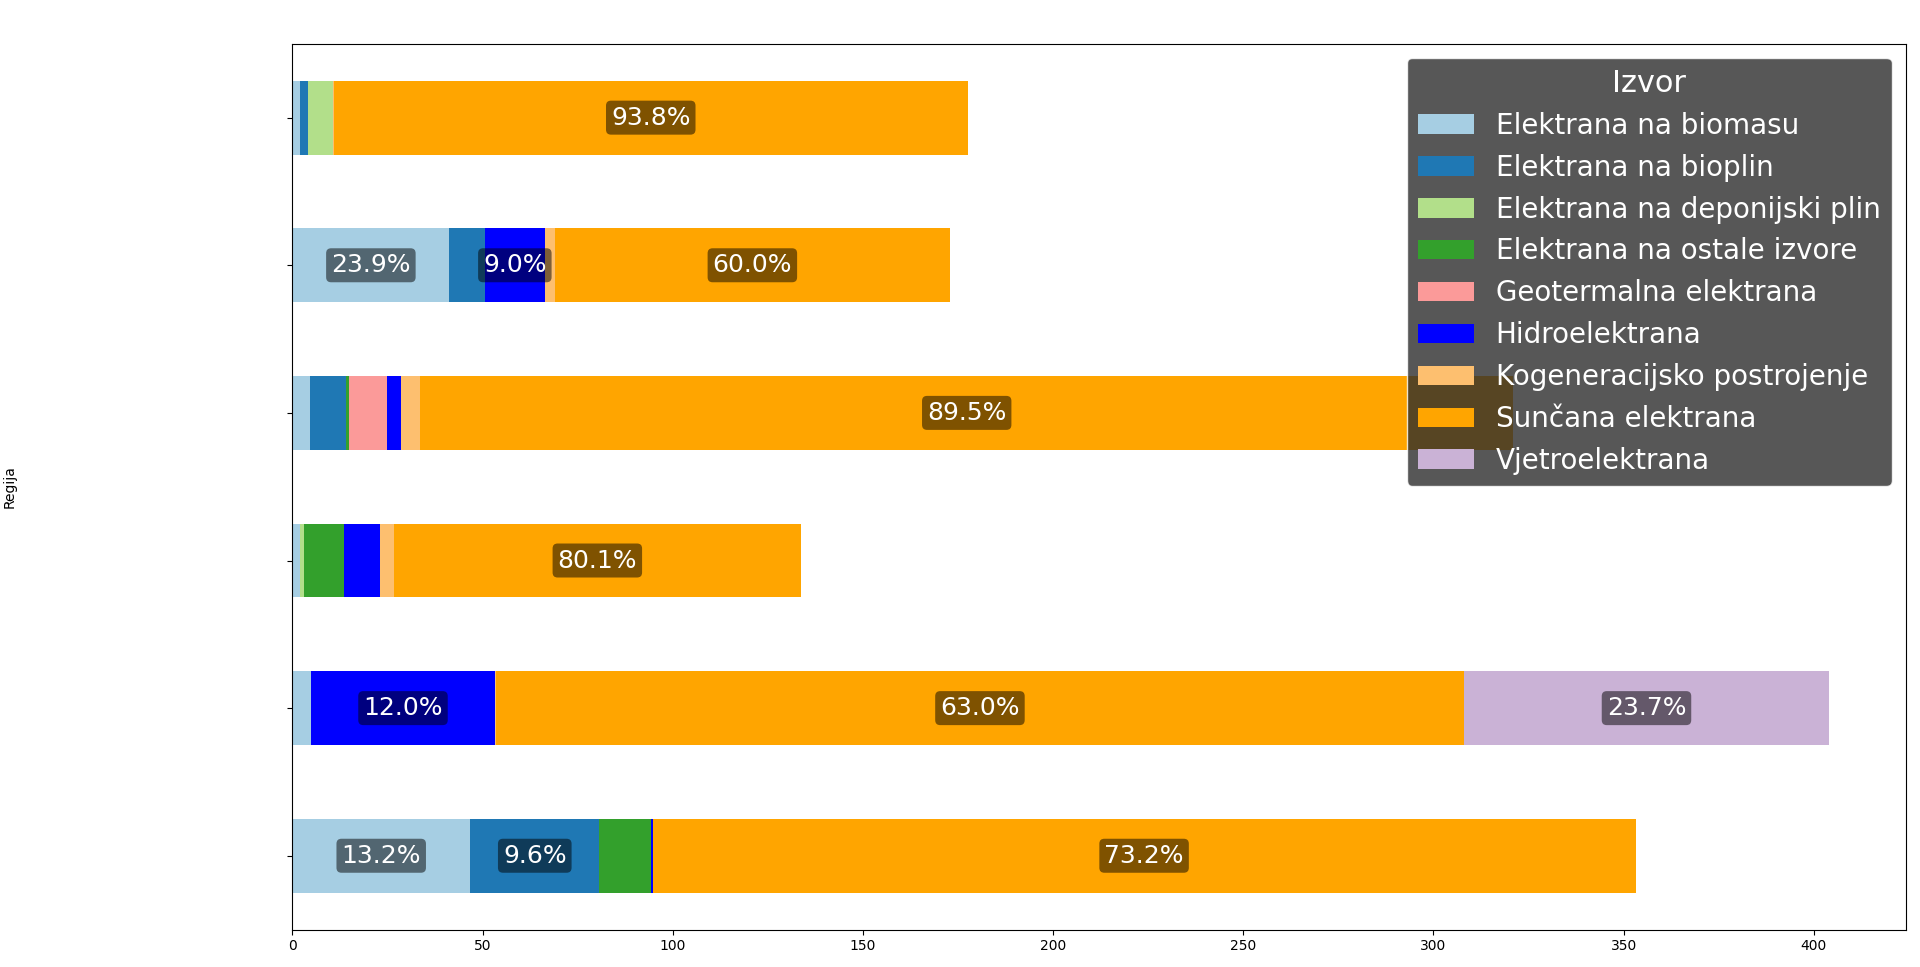 Izvor
Elektrana na biomasu
Elektrana na bioplin
Elektrana na deponijski plin
Elektrana na ostale izvore
Geotermalna elektrana
Hidroelektrana
Kogeneracijsko postrojenje
Sunčana elektrana
Vjetroelektrana
93.8%
23.9% 9.0% 60.0%
89.5%
80.1%
12.0% 63.0% 23.7%
13.2% 9.6% 73.2%
Regija
0 50 100 150 200 250 300 350 400